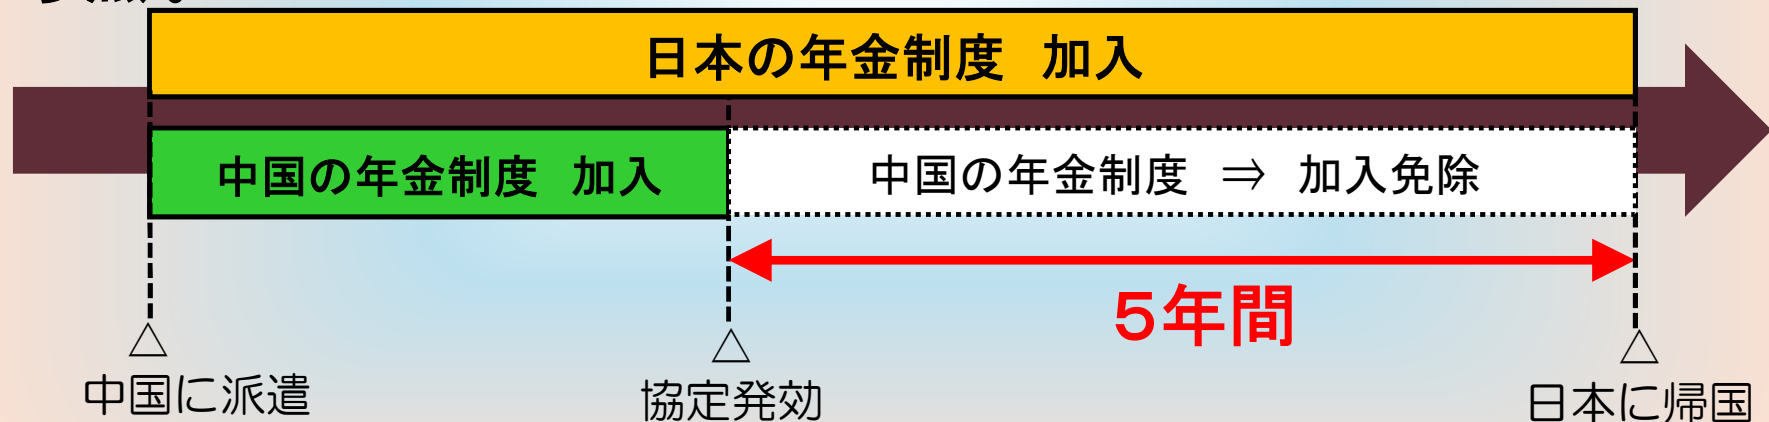 日本の年金制度　加入
中国の年金制度　加入
中国の年金制度　⇒　加入免除
５年間
△
△
△
中国に派遣
協定発効
日本に帰国